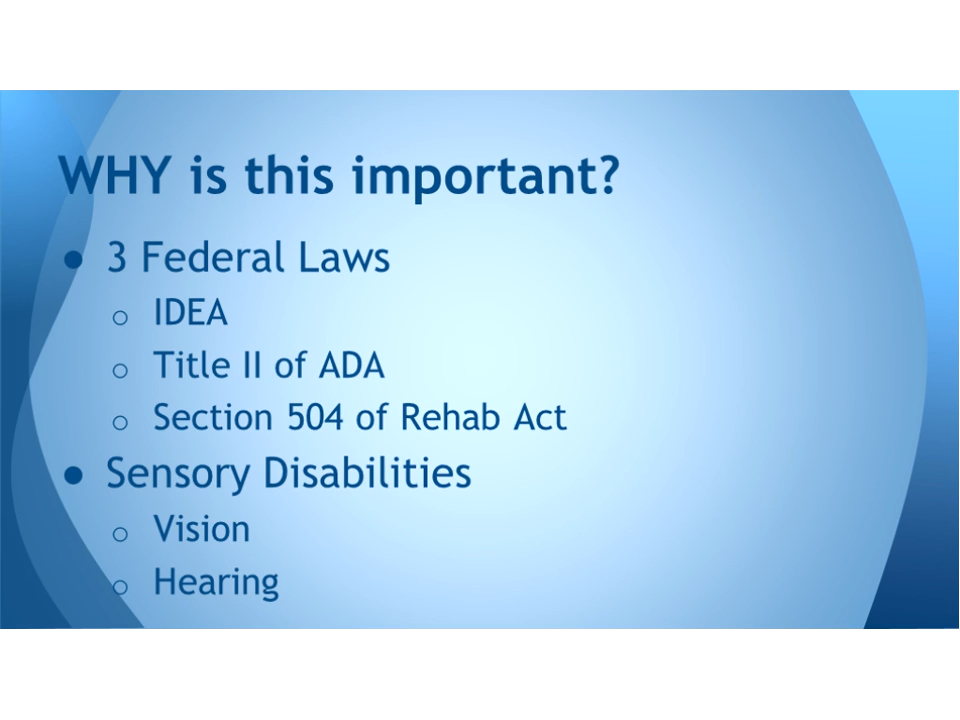 WHY is this important?
● 3 Federal Laws
o IDEA
o Title II of ADA
o Section 504 of Rehab Act
● Sensory Disabilities
o Vision
o Hearing